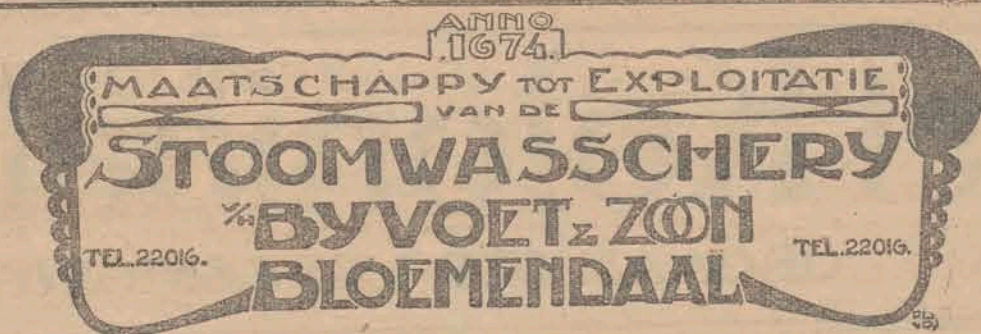 ANNO
1674.
MAATSCHAPPY TOT EXPLOITATIE
VAN DE
STOOMWASSCHERY
V/H BYVOET & ZOON
TEL.22016. TEL.22016.
BLOEMENDAAL